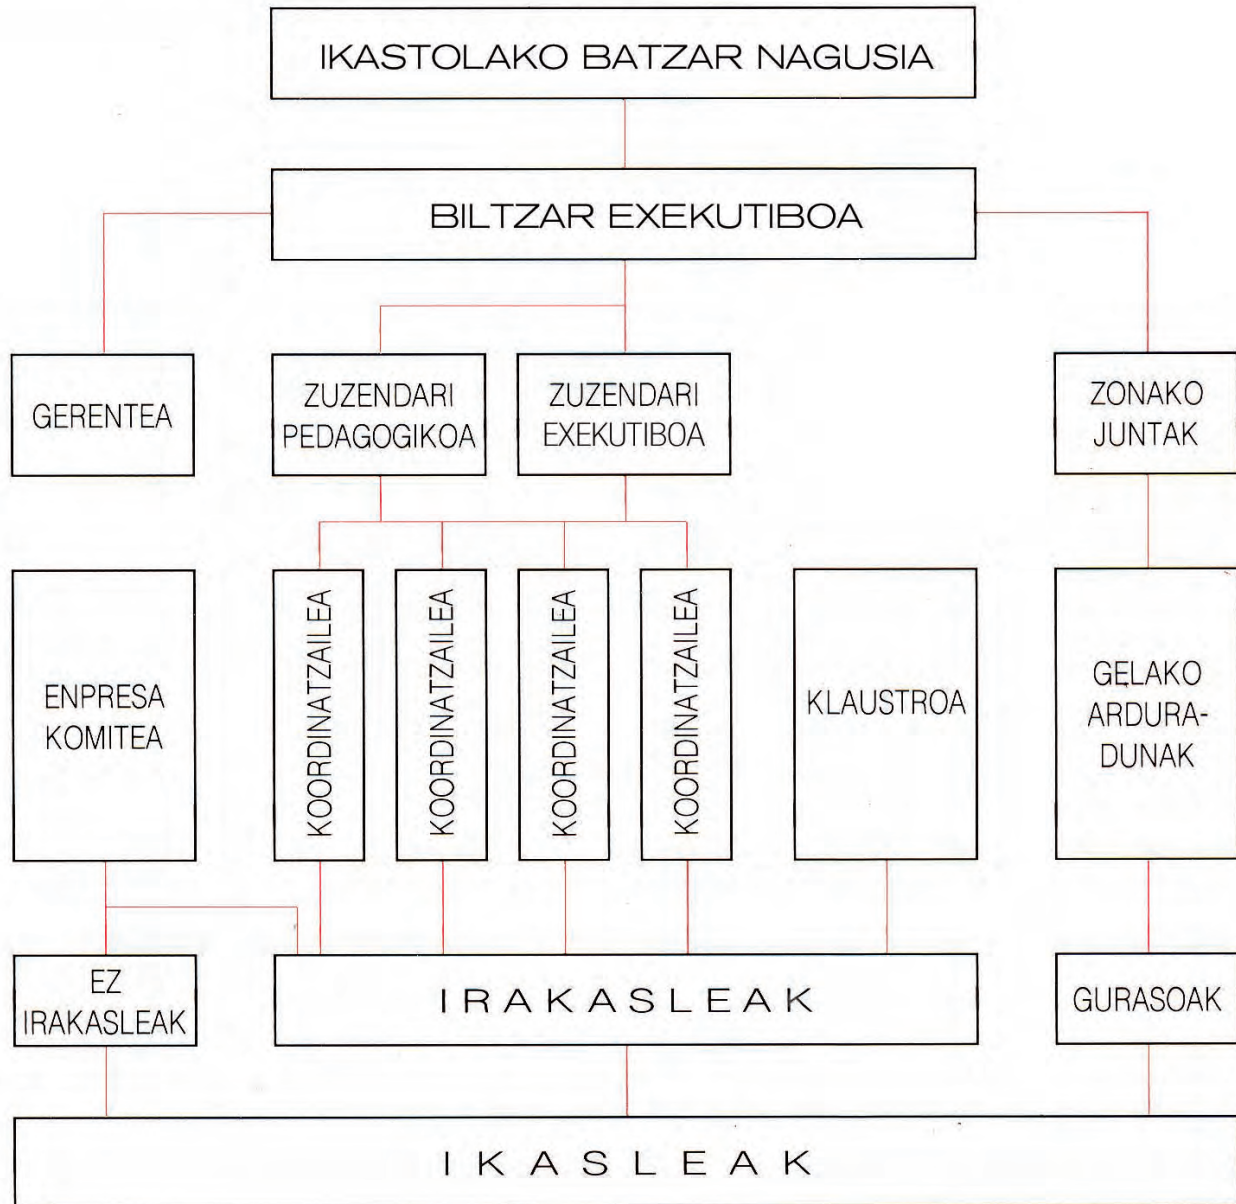 IKASTOLAKO BATZAR NAGUSIA
BILTZAR EXEKUTIBOA
GERENTEA
ZUZENDARI
PEDAGOGIKOA
ZUZENDARI
EXEKUTIBOA
ZONAKO
JUNTAK
ENPRESA
KOMITEA
KOORDINATZAILEA
KOORDINATZAILEA
KOORDINATZAILEA
KOORDINATZAILEA
KLAUSTROA
GELAKO
ARDURA-
DUNAK
EZ
IRAKASLEAK
IRAKASLEAK
GURASOAK
IKASLEAK